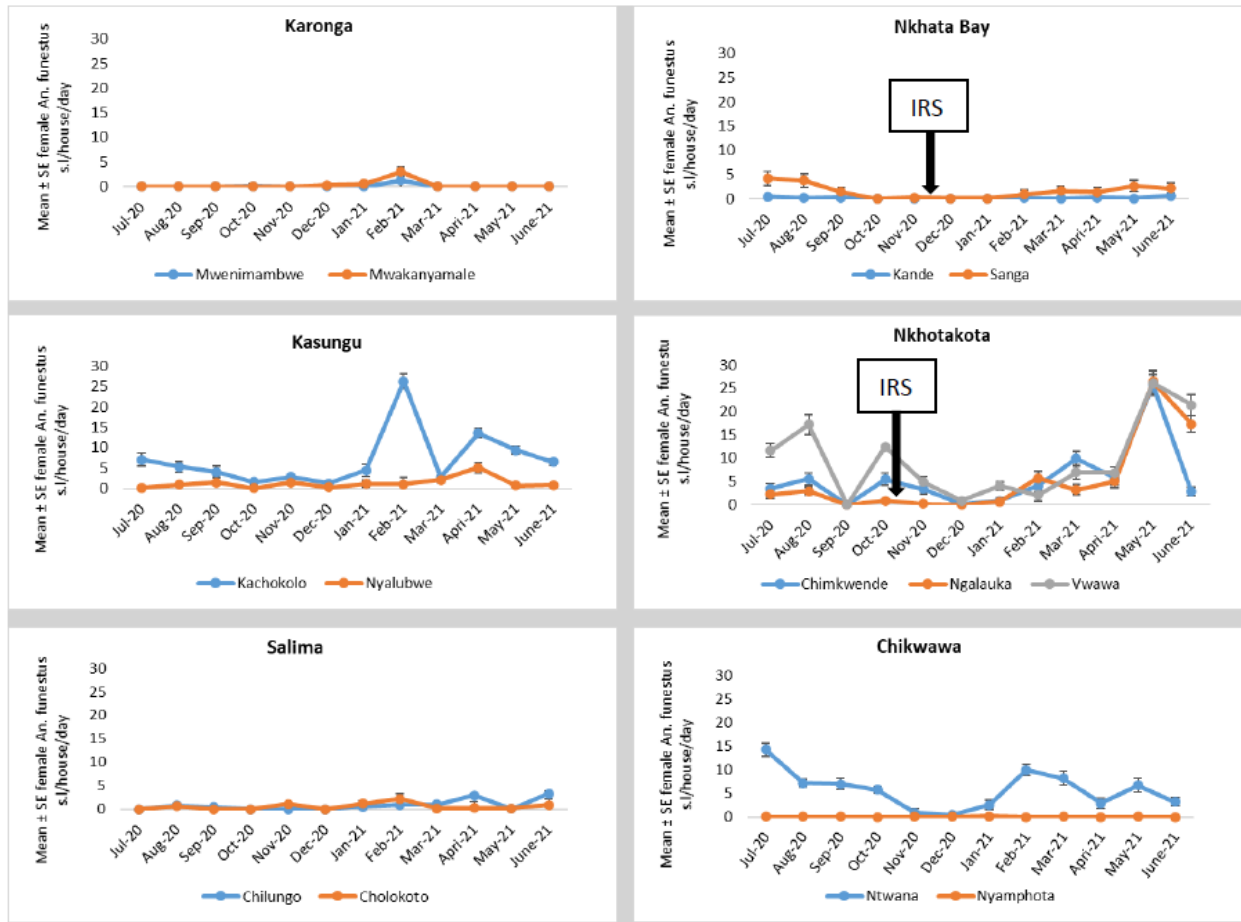 Karonga
Mean ± SE female An. funestus
s.l/house/day
30
25
20
15
10
5
0
Jul-20
Aug-20
Sep-20
Oct-20
Nov-20
Dec-20
Jan-21
Feb-21
Mar-21
Apri-21
May-21
June-21
Mwenimambwe
Mwakanyamale
Nkhata Bay
Mean ± SE female An. funestus
s.l/house/day
30
25
20
15
10
5
0
IRS
Jul-20
Aug-20
Sep-20
Oct-20
Nov-20
Dec-20
Jan-21
Feb-21
Mar-21
Apri-21
May-21
June-21
Kande
Sanga
Kasungu
Mean ± SE female An. funestus
s.l/house/day
30
25
20
15
10
5
0
Jul-20
Aug-20
Sep-20
Oct-20
Nov-20
Dec-20
Jan-21
Feb-21
Mar-21
Apri-21
May-21
June-21
Kachokolo
Nyalubwe
Nkhotakota
Mean ± SE female An. funestus
s.l/house/day
30
25
20
15
10
5
0
IRS
Jul-20
Aug-20
Sep-20
Oct-20
Nov-20
Dec-20
Jan-21
Feb-21
Mar-21
Apri-21
May-21
June-21
Chimkwende
Ngalauka
Vwawa
Salima
Mean ± SE female An. funestus
s.l/house/day
30
25
20
15
10
5
0
Jul-20
Aug-20
Sep-20
Oct-20
Nov-20
Dec-20
Jan-21
Feb-21
Mar-21
Apri-21
May-21
June-21
Chilungo
Cholokoto
Chikwawa
Mean ± SE female An. funestus
s.l/house/day
30
25
20
15
10
5
0
Jul-20
Aug-20
Sep-20
Oct-20
Nov-20
Dec-20
Jan-21
Feb-21
Mar-21
Apri-21
May-21
June-21
Ntwana
Nyamphota